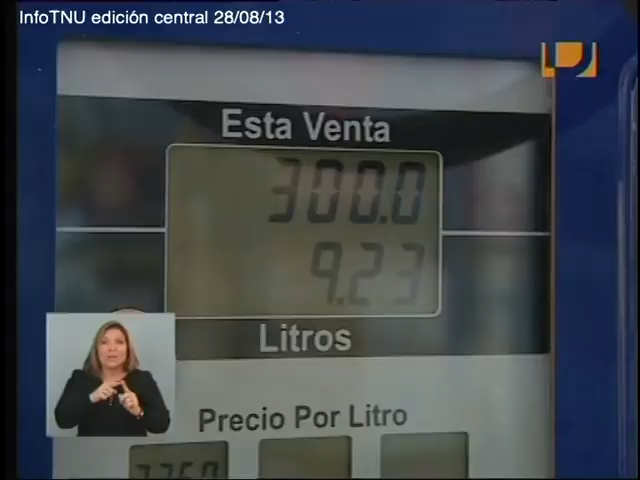 InfoTNU edición central 28/08/13
Esta Venta
300.0
9.23
Litros
Precio Por Litro